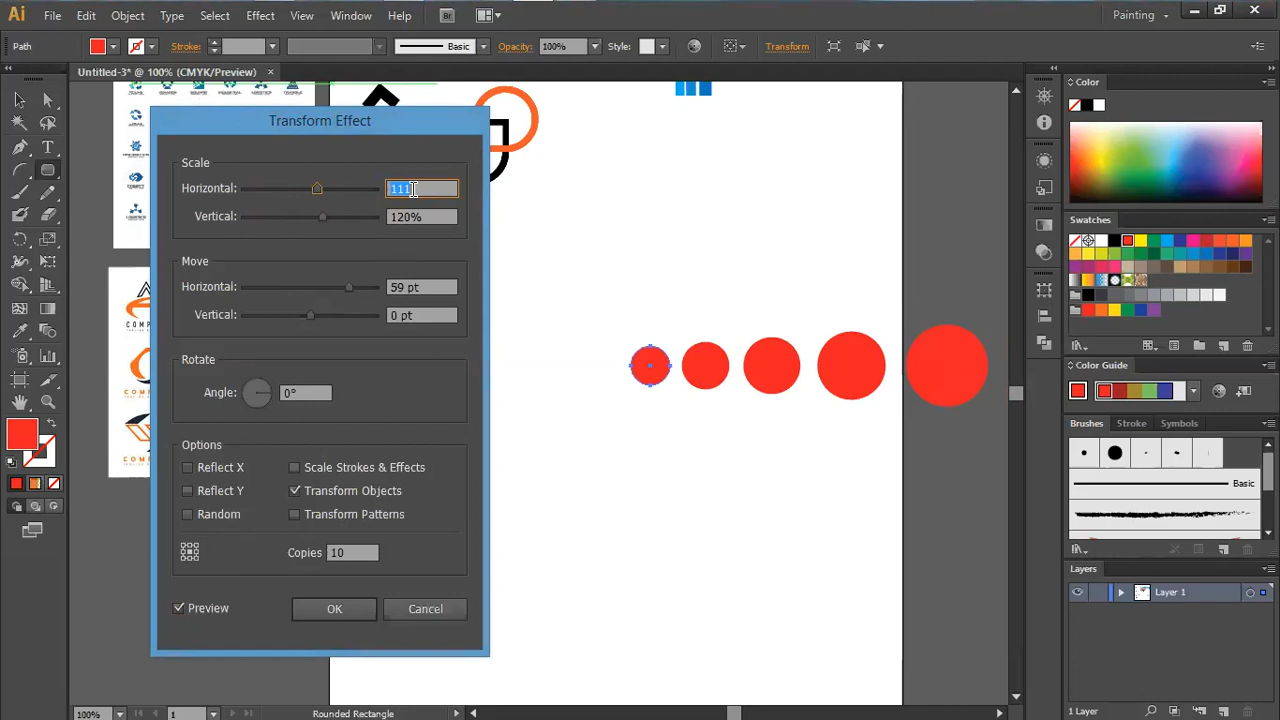 Ai File Edit Object Type Select Effect View Window Help Br Painting
Path Stroke: Basic Opacity: 100% Style: Transform
Untitled-3* @ 100% (CMYK/Preview) ×
Transform Effect
Scale
Horizontal: 111
Vertical: 120%
Move
Horizontal: 59 pt
Vertical: 0 pt
Rotate
Angle: 0°
Options
Reflect X Scale Strokes & Effects
Reflect Y Transform Objects
Random Transform Patterns
Copies 10
Preview OK Cancel
Color
Swatches
Color Guide
Brushes Stroke Symbols
Basic
Layers
Layer 1
1 Layer
100% 1 Rounded Rectangle